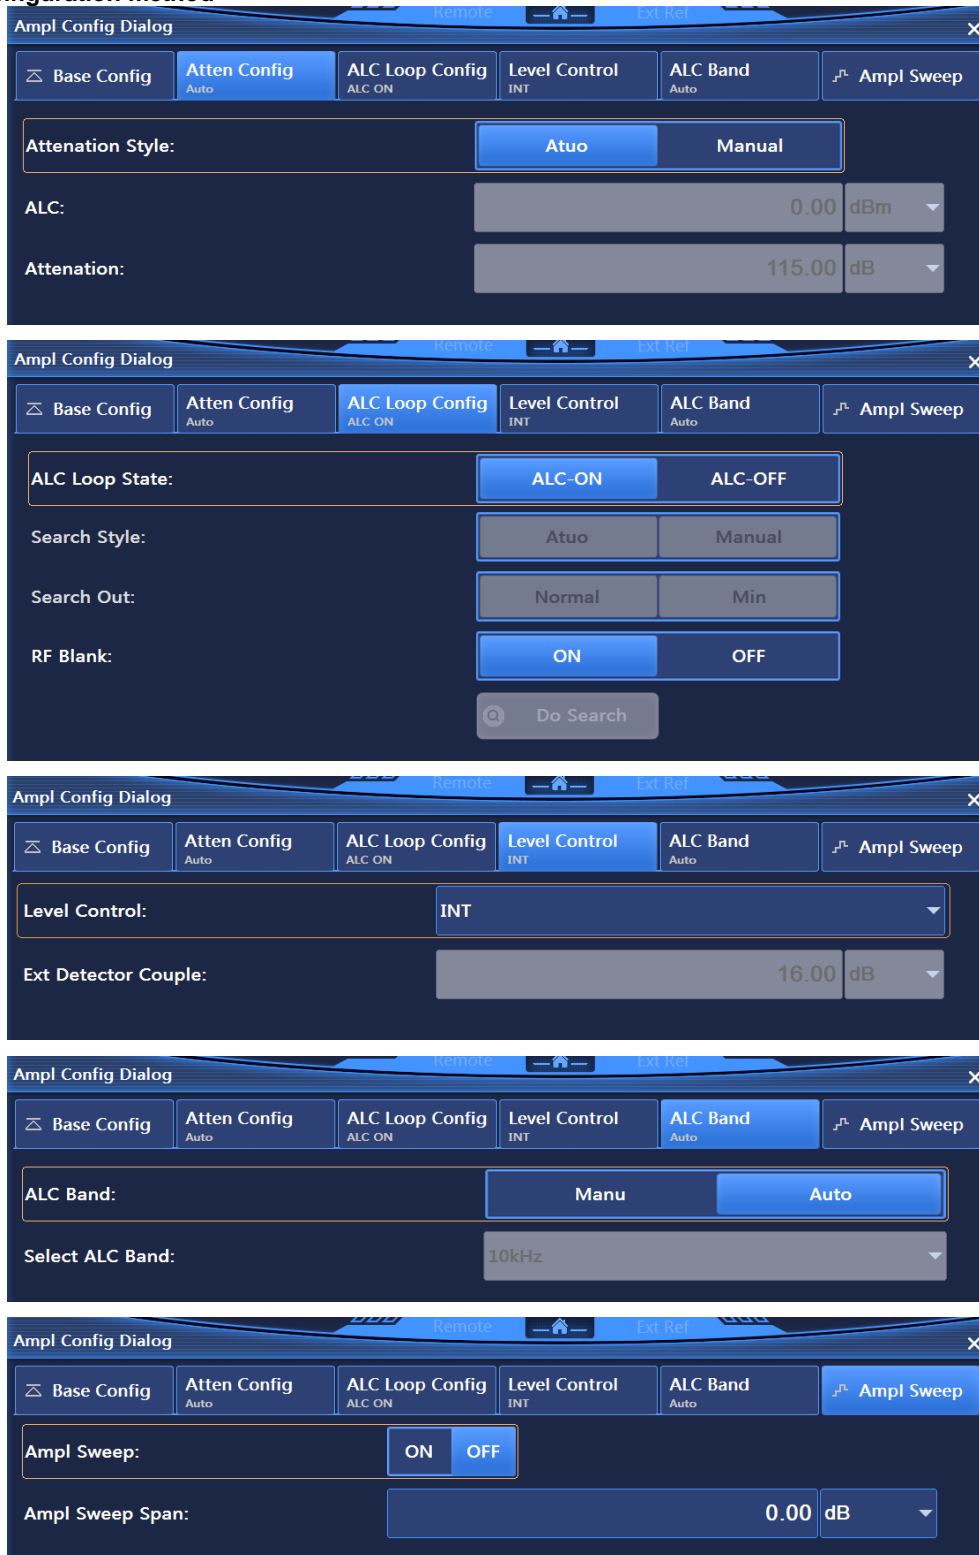 Remote Ext Ref
Ampl Config Dialog
Base Config Atten Config Auto ALC Loop Config ALC ON Level Control INT ALC Band Auto Ampl Sweep
Attenation Style: Atuo Manual
ALC: 0.00 dBm
Attenation: 115.00 dB
Remote Ext Ref
Ampl Config Dialog
Base Config Atten Config Auto ALC Loop Config ALC ON Level Control INT ALC Band Auto Ampl Sweep
ALC Loop State: ALC-ON ALC-OFF
Search Style: Atuo Manual
Search Out: Normal Min
RF Blank: ON OFF
Do Search
Remote Ext Ref
Ampl Config Dialog
Base Config Atten Config Auto ALC Loop Config ALC ON Level Control INT ALC Band Auto Ampl Sweep
Level Control: INT
Ext Detector Couple: 16.00 dB
Remote Ext Ref
Ampl Config Dialog
Base Config Atten Config Auto ALC Loop Config ALC ON Level Control INT ALC Band Auto Ampl Sweep
ALC Band: Manu Auto
Select ALC Band: 10kHz
Remote Ext Ref
Ampl Config Dialog
Base Config Atten Config Auto ALC Loop Config ALC ON Level Control INT ALC Band Auto Ampl Sweep
Ampl Sweep: ON OFF
Ampl Sweep Span: 0.00 dB